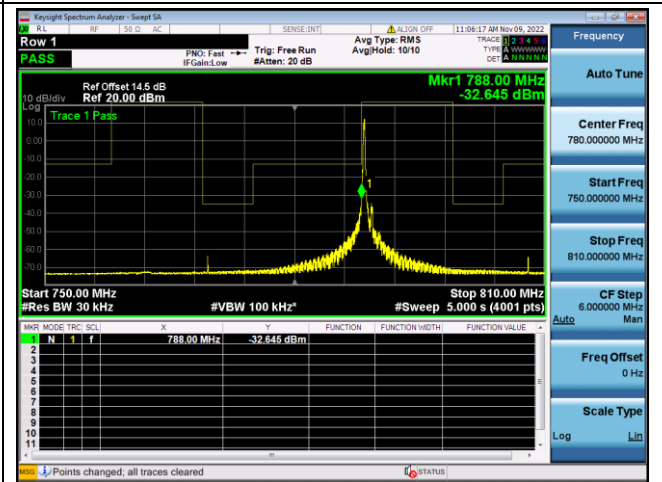 Keysight Spectrum Analyzer - Swept SA
RL RF 50 Ω AC SENSE:INT ALIGN OFF 11:06:17 AM Nov 09, 2022
Row 1
PASS
PNO: Fast
IFGain:Low
Trig: Free Run
#Atten: 20 dB
Avg Type: RMS
Avg|Hold: 10/10
TRACE 1 2 3 4 5 6
TYPE A WWWWW
DET A NNNNN
Frequency
Ref Offset 14.5 dB
10 dB/div Ref 20.00 dBm
Log
Mkr1 788.00 MHz
-32.645 dBm
Trace 1 Pass
10.0
0.00
-10.0
-20.0
-30.0
-40.0
-50.0
-60.0
-70.0
1
Start 750.00 MHz Stop 810.00 MHz
#Res BW 30 kHz #VBW 100 kHz* #Sweep 5.000 s (4001 pts)
MKR MODE TRC SCL X Y FUNCTION FUNCTION WIDTH FUNCTION VALUE
1 N 1 f 788.00 MHz -32.645 dBm
2
3
4
5
6
7
8
9
10
11
MSG Points changed; all traces cleared STATUS
Auto Tune
Center Freq
780.000000 MHz
Start Freq
750.000000 MHz
Stop Freq
810.000000 MHz
CF Step
6.000000 MHz
Auto Man
Freq Offset
0 Hz
Scale Type
Log Lin